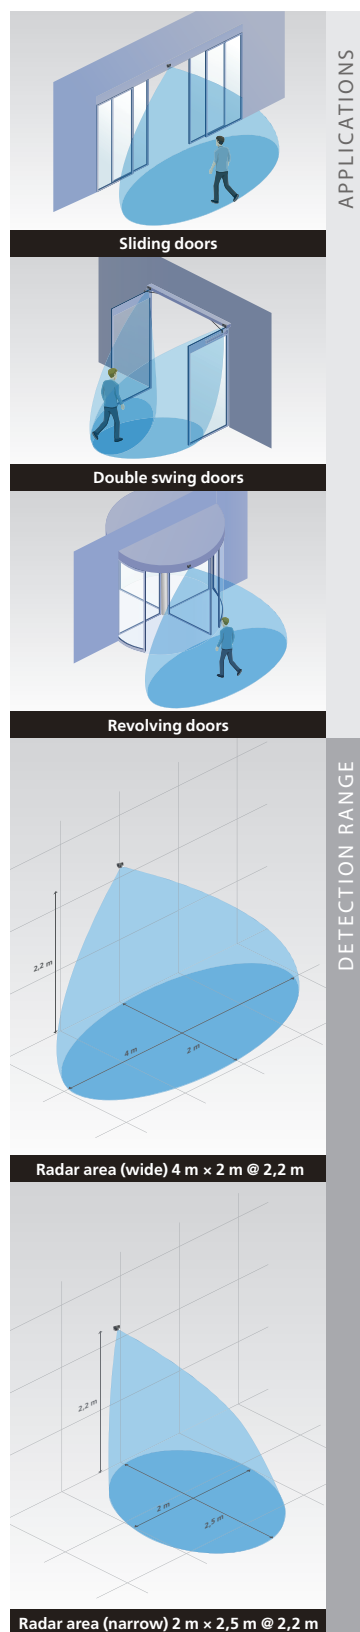 APPLICATIONS
Sliding doors
Double swing doors
Revolving doors
DETECTION RANGE
2,2 m
4 m
2 m
Radar area (wide) 4 m × 2 m @ 2,2 m
2,2 m
2 m
2,5 m
Radar area (narrow) 2 m × 2,5 m @ 2,2 m